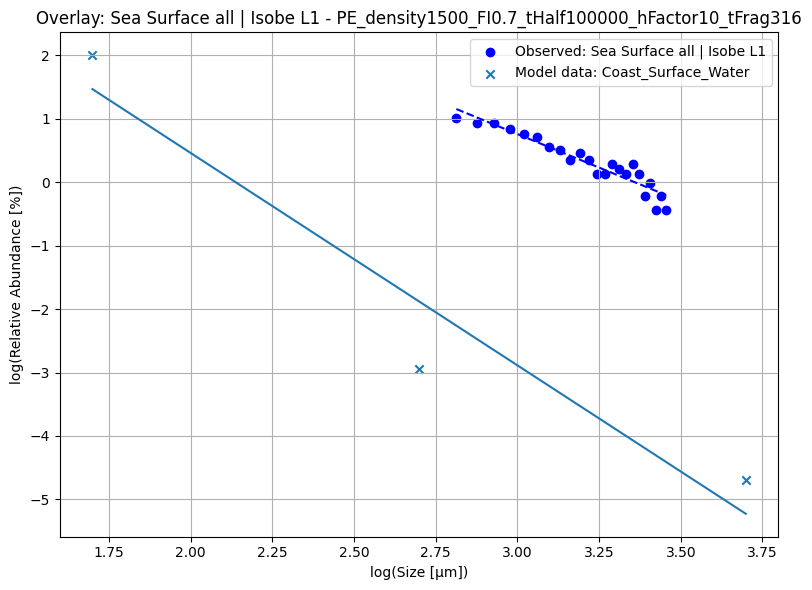 Overlay: Sea Surface all | Isobe L1 - PE_density1500_FI0.7_tHalf100000_hFactor10_tFrag316
Observed: Sea Surface all | Isobe L1
Model data: Coast_Surface_Water
log(Relative Abundance [%])
2
1
0
−1
−2
−3
−4
−5
1.75 2.00 2.25 2.50 2.75 3.00 3.25 3.50 3.75
log(Size [μm])